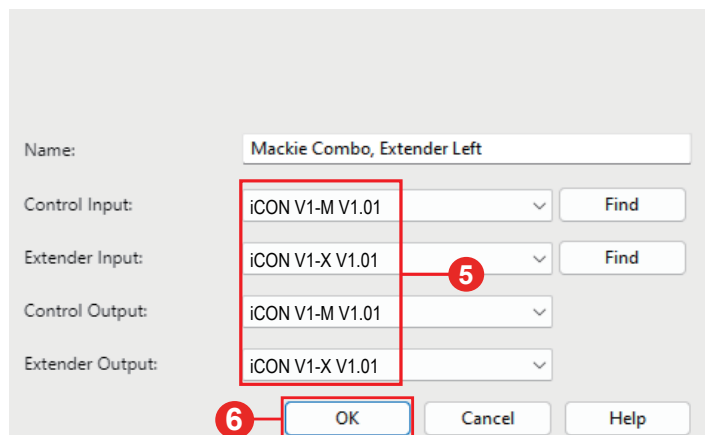 Name: Mackie Combo, Extender Left
Control Input: iCON V1-M V1.01 Find
Extender Input: iCON V1-X V1.01 Find
5
Control Output: iCON V1-M V1.01
Extender Output: iCON V1-X V1.01
6 OK Cancel Help